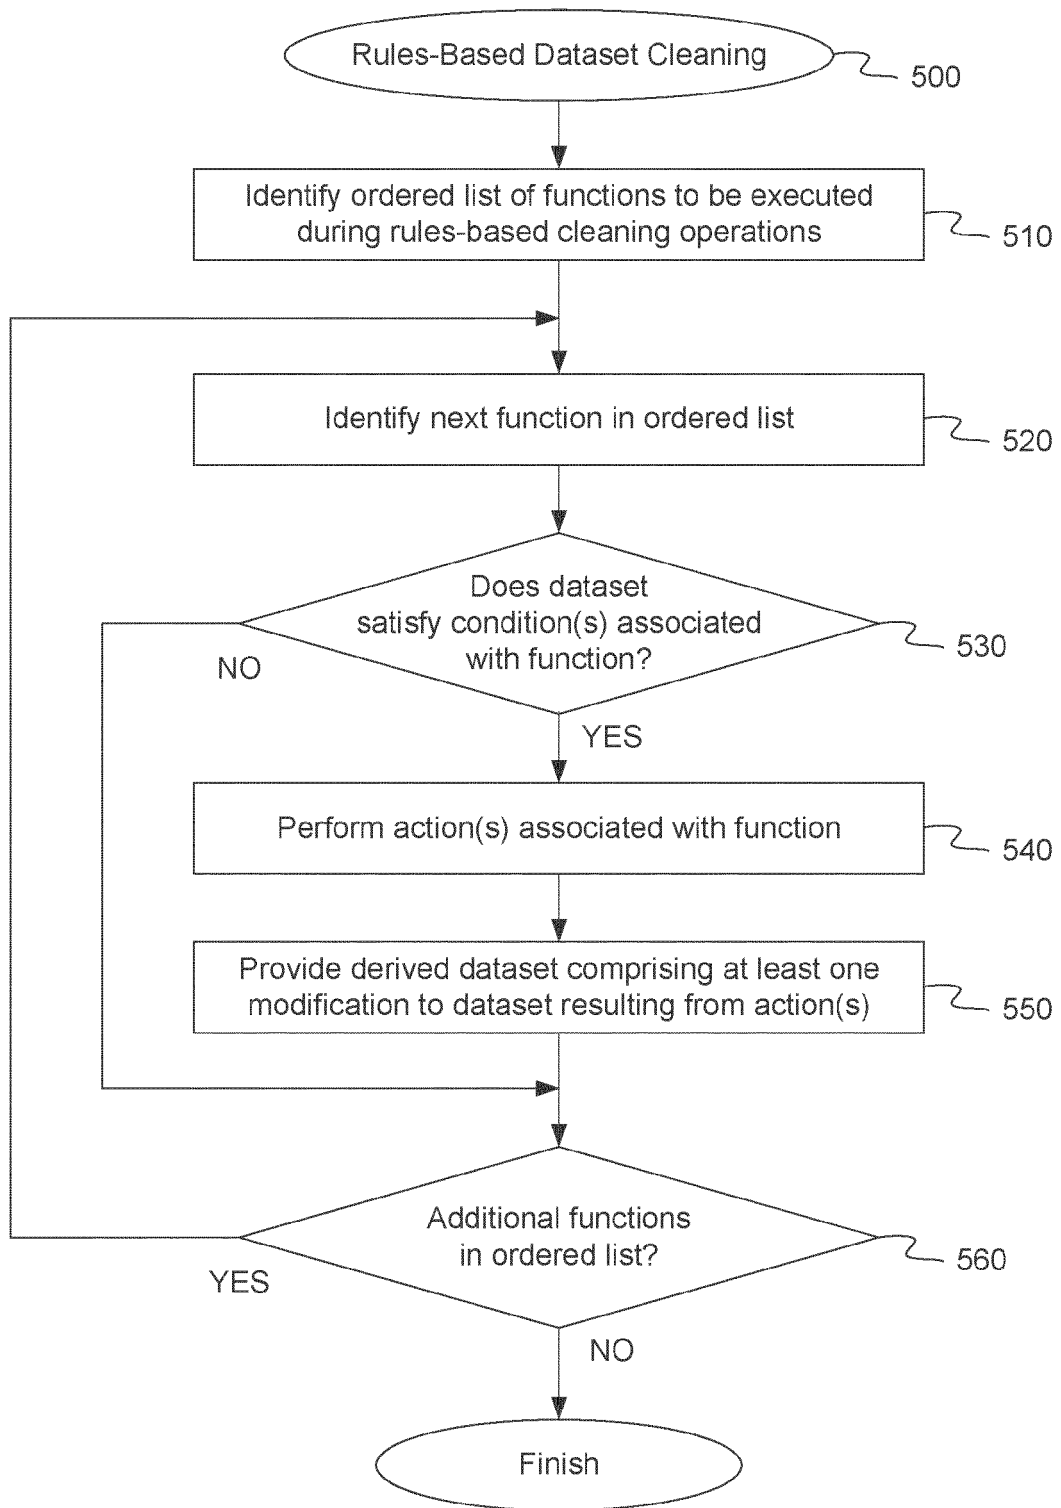 Rules-Based Dataset Cleaning
500
Identify ordered list of functions to be executed
during rules-based cleaning operations
510
Identify next function in ordered list
520
Does dataset
satisfy condition(s) associated
with function?
530
NO
YES
Perform action(s) associated with function
540
Provide derived dataset comprising at least one
modification to dataset resulting from action(s)
550
Additional functions
in ordered list?
560
YES
NO
Finish